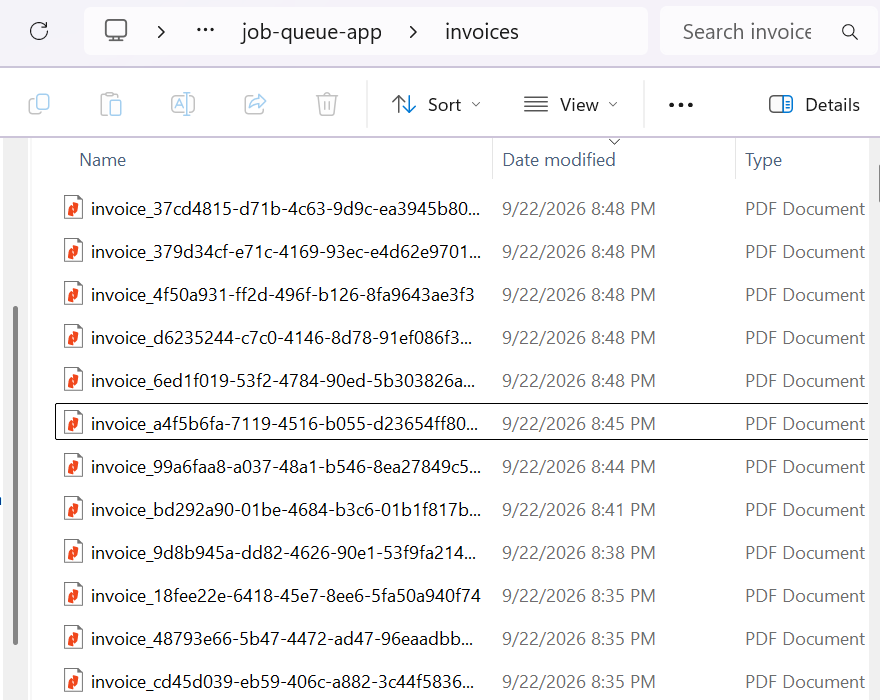 job-queue-app invoices Search invoice
Sort View Details
Name Date modified Type
invoice_37cd4815-d71b-4c63-9d9c-ea3945b80... 9/22/2026 8:48 PM PDF Document
invoice_379d34cf-e71c-4169-93ec-e4d62e9701... 9/22/2026 8:48 PM PDF Document
invoice_4f50a931-ff2d-496f-b126-8fa9643ae3f3 9/22/2026 8:48 PM PDF Document
invoice_d6235244-c7c0-4146-8d78-91ef086f3... 9/22/2026 8:48 PM PDF Document
invoice_6ed1f019-53f2-4784-90ed-5b303826a... 9/22/2026 8:48 PM PDF Document
invoice_a4f5b6fa-7119-4516-b055-d23654ff80... 9/22/2026 8:45 PM PDF Document
invoice_99a6faa8-a037-48a1-b546-8ea27849c5... 9/22/2026 8:44 PM PDF Document
invoice_bd292a90-01be-4684-b3c6-01b1f817b... 9/22/2026 8:41 PM PDF Document
invoice_9d8b945a-dd82-4626-90e1-53f9fa214... 9/22/2026 8:38 PM PDF Document
invoice_18fee22e-6418-45e7-8ee6-5fa50a940f74 9/22/2026 8:35 PM PDF Document
invoice_48793e66-5b47-4472-ad47-96eaadbb... 9/22/2026 8:35 PM PDF Document
invoice_cd45d039-eb59-406c-a882-3c44f5836... 9/22/2026 8:35 PM PDF Document